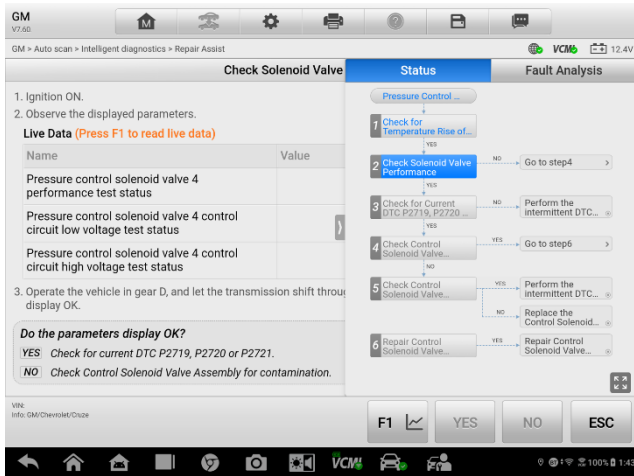 GM
V7.60
GM > Auto scan > Intelligent diagnostics > Repair Assist
VCMi
12.4V
Check Solenoid Valve
Status
Fault Analysis
1. Ignition ON.
2. Observe the displayed parameters.
Live Data (Press F1 to read live data)
Name
Value
Pressure control solenoid valve 4
performance test status
Pressure control solenoid valve 4 control
circuit low voltage test status
Pressure control solenoid valve 4 control
circuit high voltage test status
3. Operate the vehicle in gear D, and let the transmission shift throug
display OK.
Do the parameters display OK?
YES Check for current DTC P2719, P2720 or P2721.
NO Check Control Solenoid Valve Assembly for contamination.
Pressure Control ...
1 Check for
Temperature Rise of...
YES
2 Check Solenoid Valve
Performance
NO
Go to step4
YES
3 Check for Current
DTC P2719, P2720 ...
NO
Perform the
intermittent DTC...
YES
4 Check Control
Solenoid Valve...
YES
Go to step6
NO
5 Check Control
Solenoid Valve...
YES
Perform the
intermittent DTC...
NO
Replace the
Control Solenoid...
6 Repair Control
Solenoid Valve...
YES
Repair Control
Solenoid Valve...
VIN:
Info: GM/Chevrolet/Cruze
F1
YES
NO
ESC
VCMI
100%
1:43